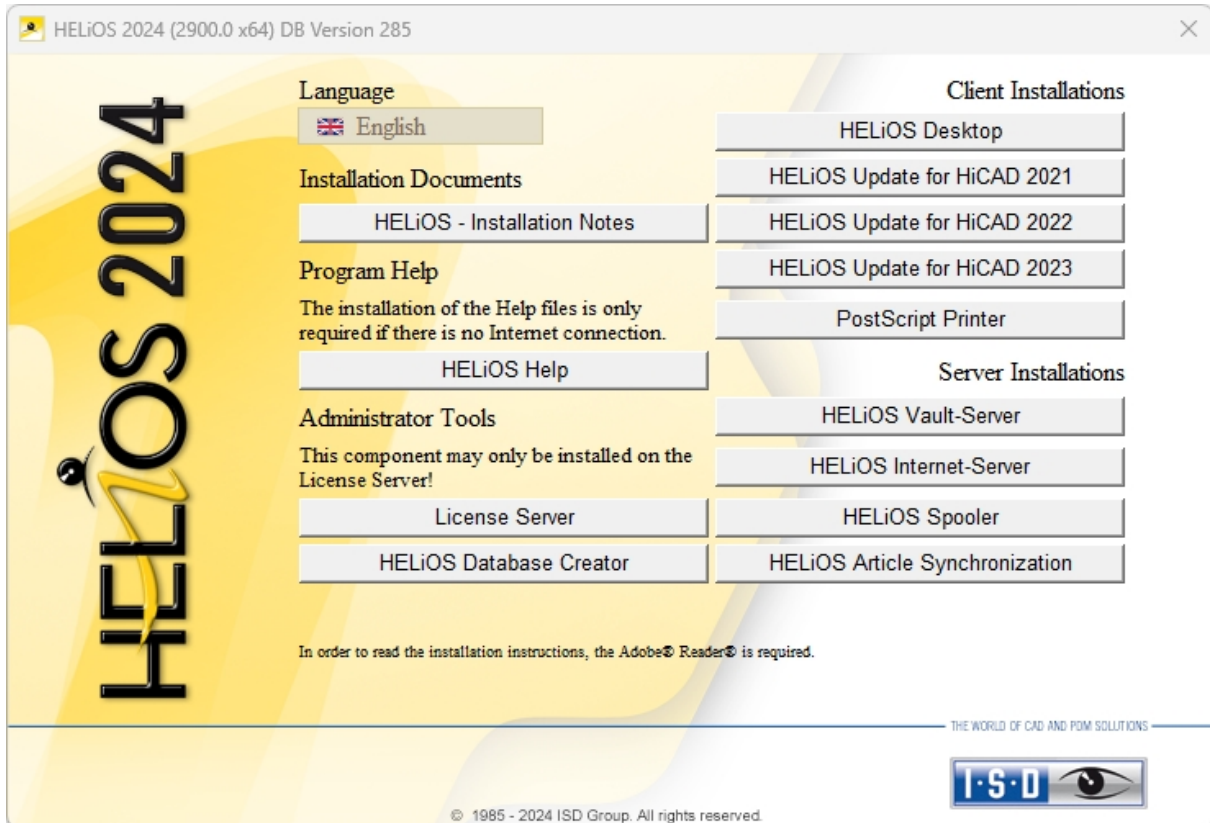 HELiOS 2024 (2900.0 x64) DB Version 285
HELiOS 2024
Language
English
Installation Documents
HELiOS - Installation Notes
Program Help
The installation of the Help files is only
required if there is no Internet connection.
HELiOS Help
Administrator Tools
This component may only be installed on the
License Server!
License Server
HELiOS Database Creator
Client Installations
HELiOS Desktop
HELiOS Update for HiCAD 2021
HELiOS Update for HiCAD 2022
HELiOS Update for HiCAD 2023
PostScript Printer
Server Installations
HELiOS Vault-Server
HELiOS Internet-Server
HELiOS Spooler
HELiOS Article Synchronization
In order to read the installation instructions, the Adobe® Reader® is required.
THE WORLD OF CAD AND PDM SOLUTIONS
I·S·D
© 1985 - 2024 ISD Group. All rights reserved.